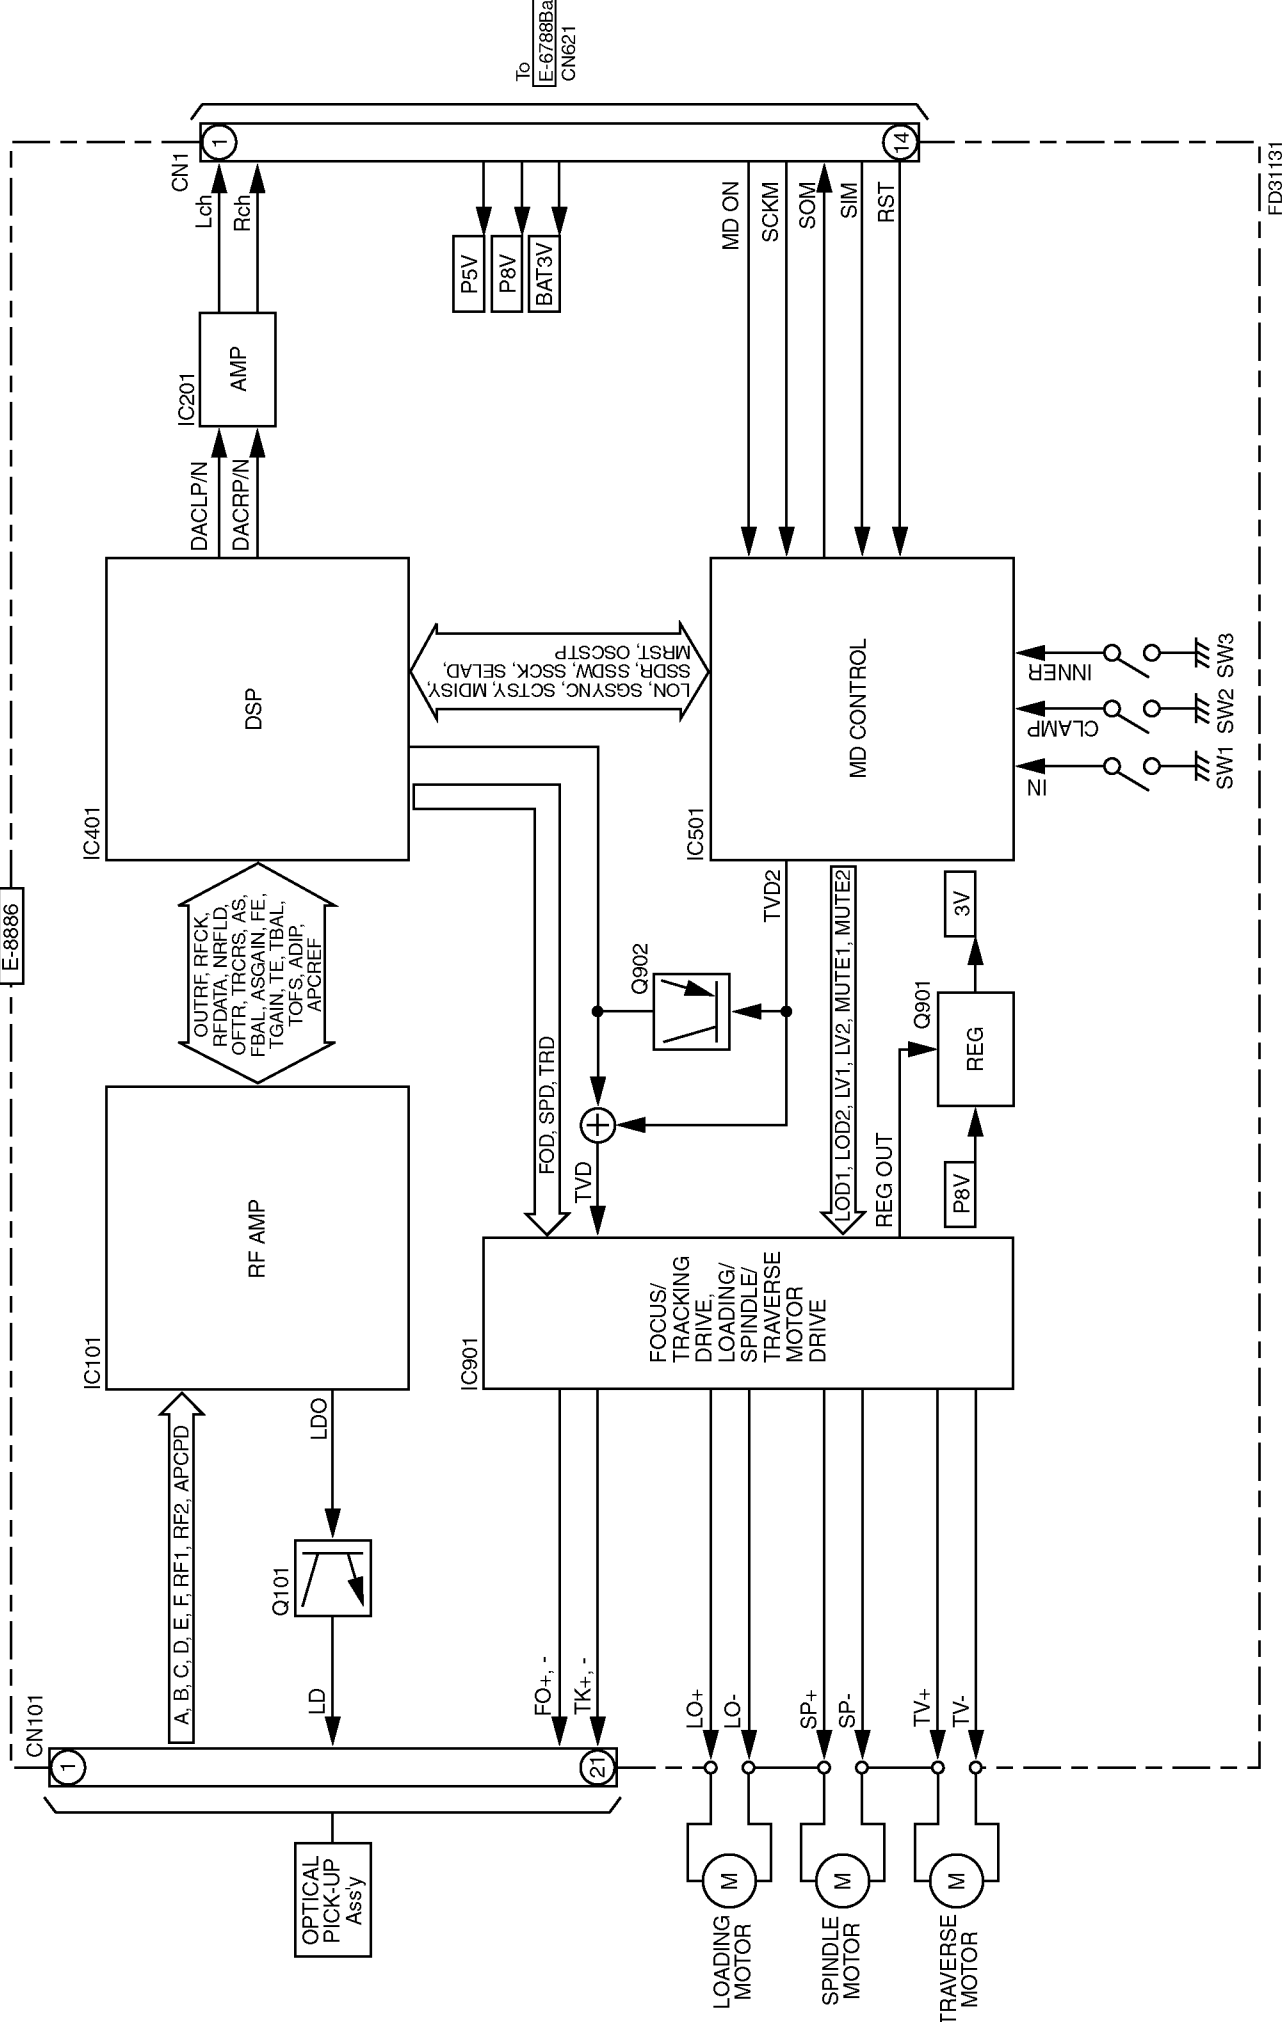 E-8886
CN101
1
21
OPTICAL
PICK-UP
Ass'y
A, B, C, D, E, F, RF1, RF2, APCPD
LD
Q101
LDO
IC101
RF AMP
OUTRF, RFCK,
RFDATA, NRFLD,
OFTR, TRCRS, AS,
FBAL, ASGAIN, FE,
TGAIN, TE, TBAL,
TOFS, ADIP,
APCREF
IC401
DSP
DACLP/N
DACRP/N
IC201
AMP
Lch
Rch
CN1
1
14
To
E-6788Ba
CN621
P5V
P8V
BAT3V
FO+, -
TK+, -
IC901
FOCUS/
TRACKING
DRIVE,
LOADING/
SPINDLE/
TRAVERSE
MOTOR
DRIVE
FOD, SPD, TRD
TVD
Q902
TVD2
LON, SGSYNC, SCTSY, MDISY,
SSDR, SSDW, SSCK, SELAD,
MRST, OSCSTP
IC501
MD CONTROL
MD ON
SCKM
SOM
SIM
RST
LOD1, LOD2, LV1, LV2, MUTE1, MUTE2
REG OUT
P8V
Q901
REG
3V
IN
CLAMP
INNER
SW1
SW2
SW3
LO+
LO-
SP+
SP-
TV+
TV-
M
LOADING
MOTOR
M
SPINDLE
MOTOR
M
TRAVERSE
MOTOR
FD31131